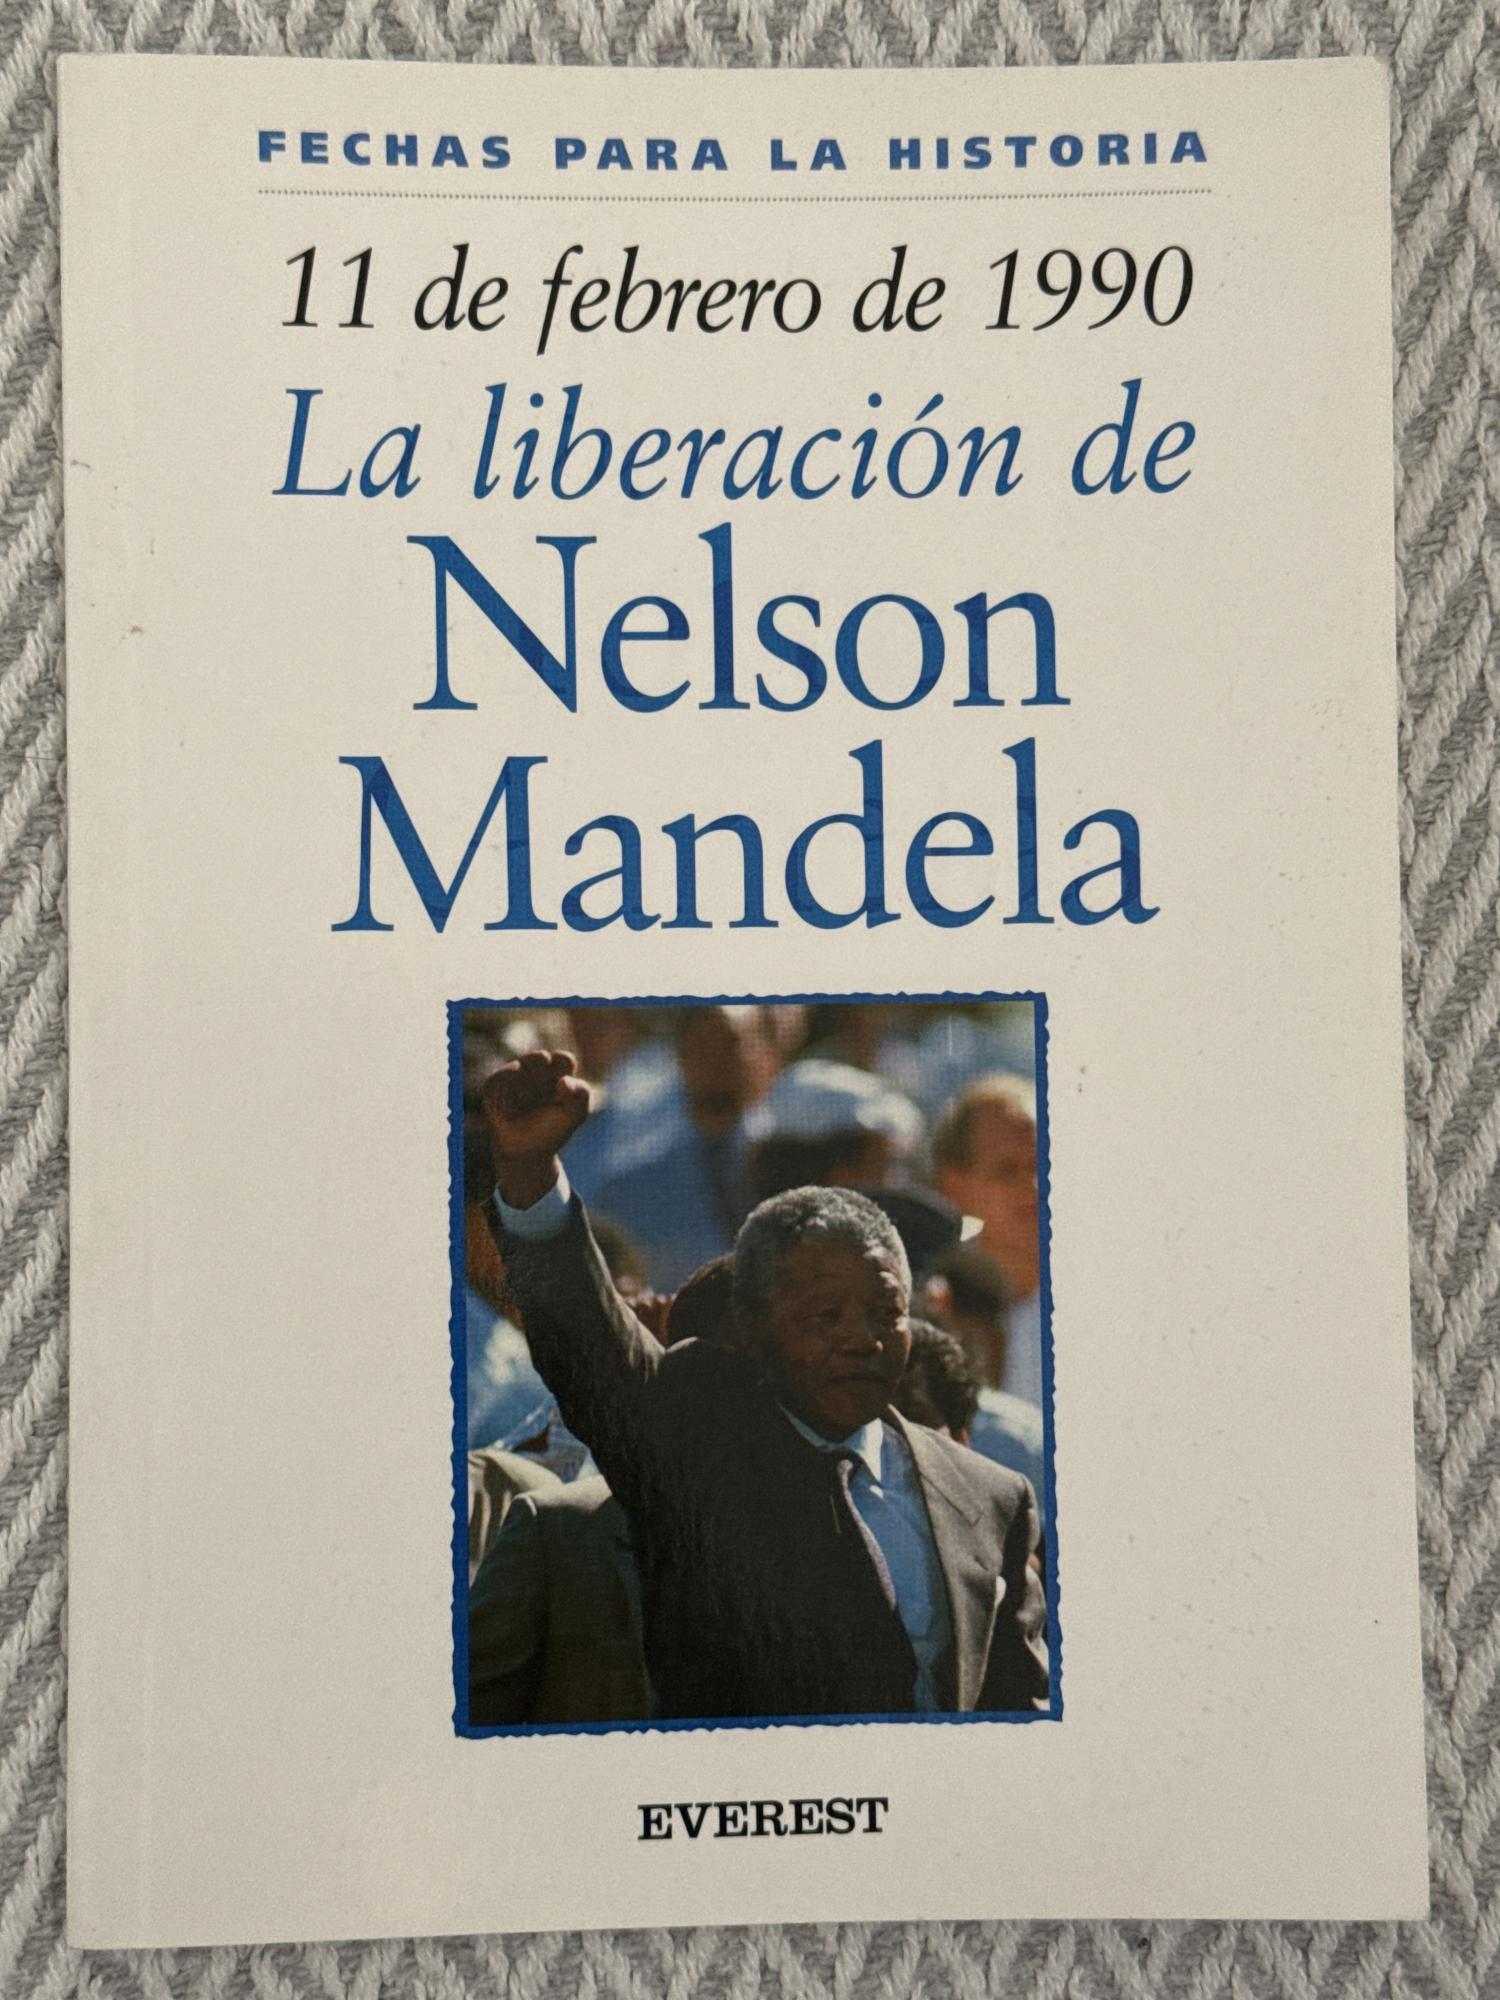 FECHAS PARA LA HISTORIA
11 de febrero de 1990
La liberación de
Nelson
Mandela
EVEREST